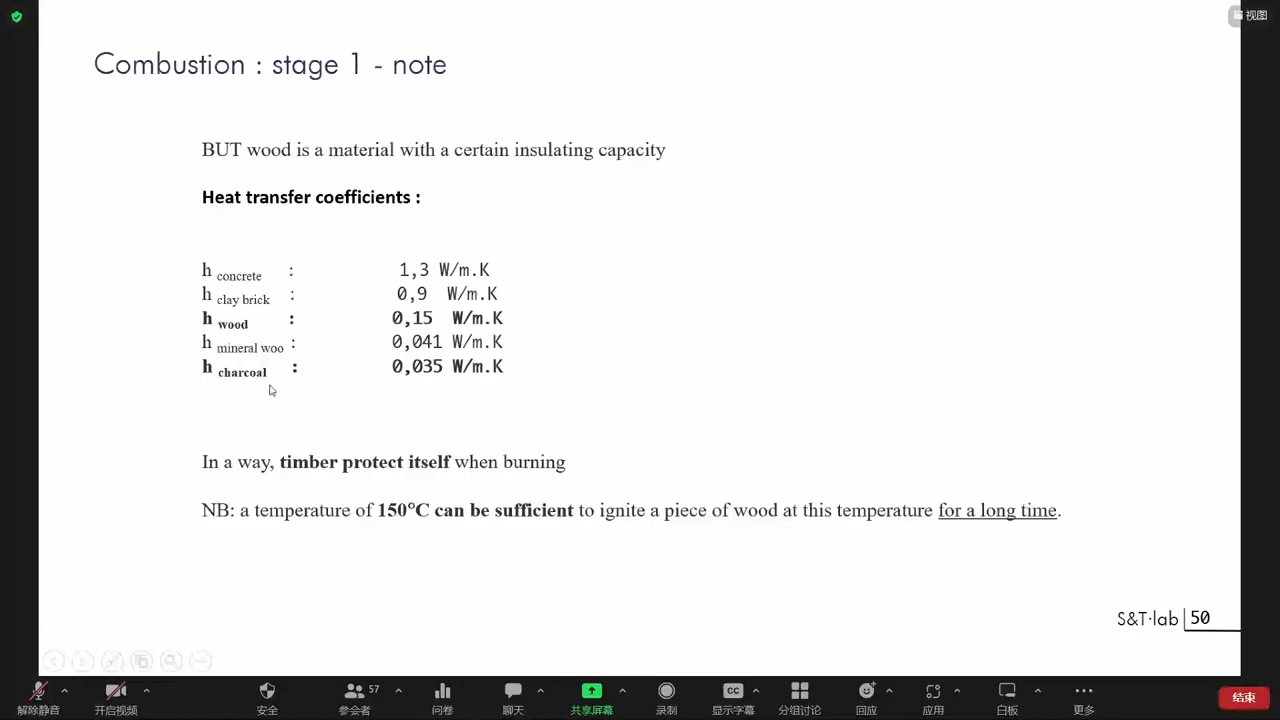 视图
Combustion : stage 1 - note
BUT wood is a material with a certain insulating capacity
Heat transfer coefficients :
h concrete : 1,3 W/m.K
h clay brick : 0,9 W/m.K
h wood : 0,15 W/m.K
h mineral woo : 0,041 W/m.K
h charcoal : 0,035 W/m.K
In a way, timber protect itself when burning
NB: a temperature of 150°C can be sufficient to ignite a piece of wood at this temperature for a long time.
S&T·lab 50
57
CC
解除静音 开启视频 安全 参会者 问卷 聊天 共享屏幕 录制 显示字幕 分组讨论 回应 应用 白板 更多 结束